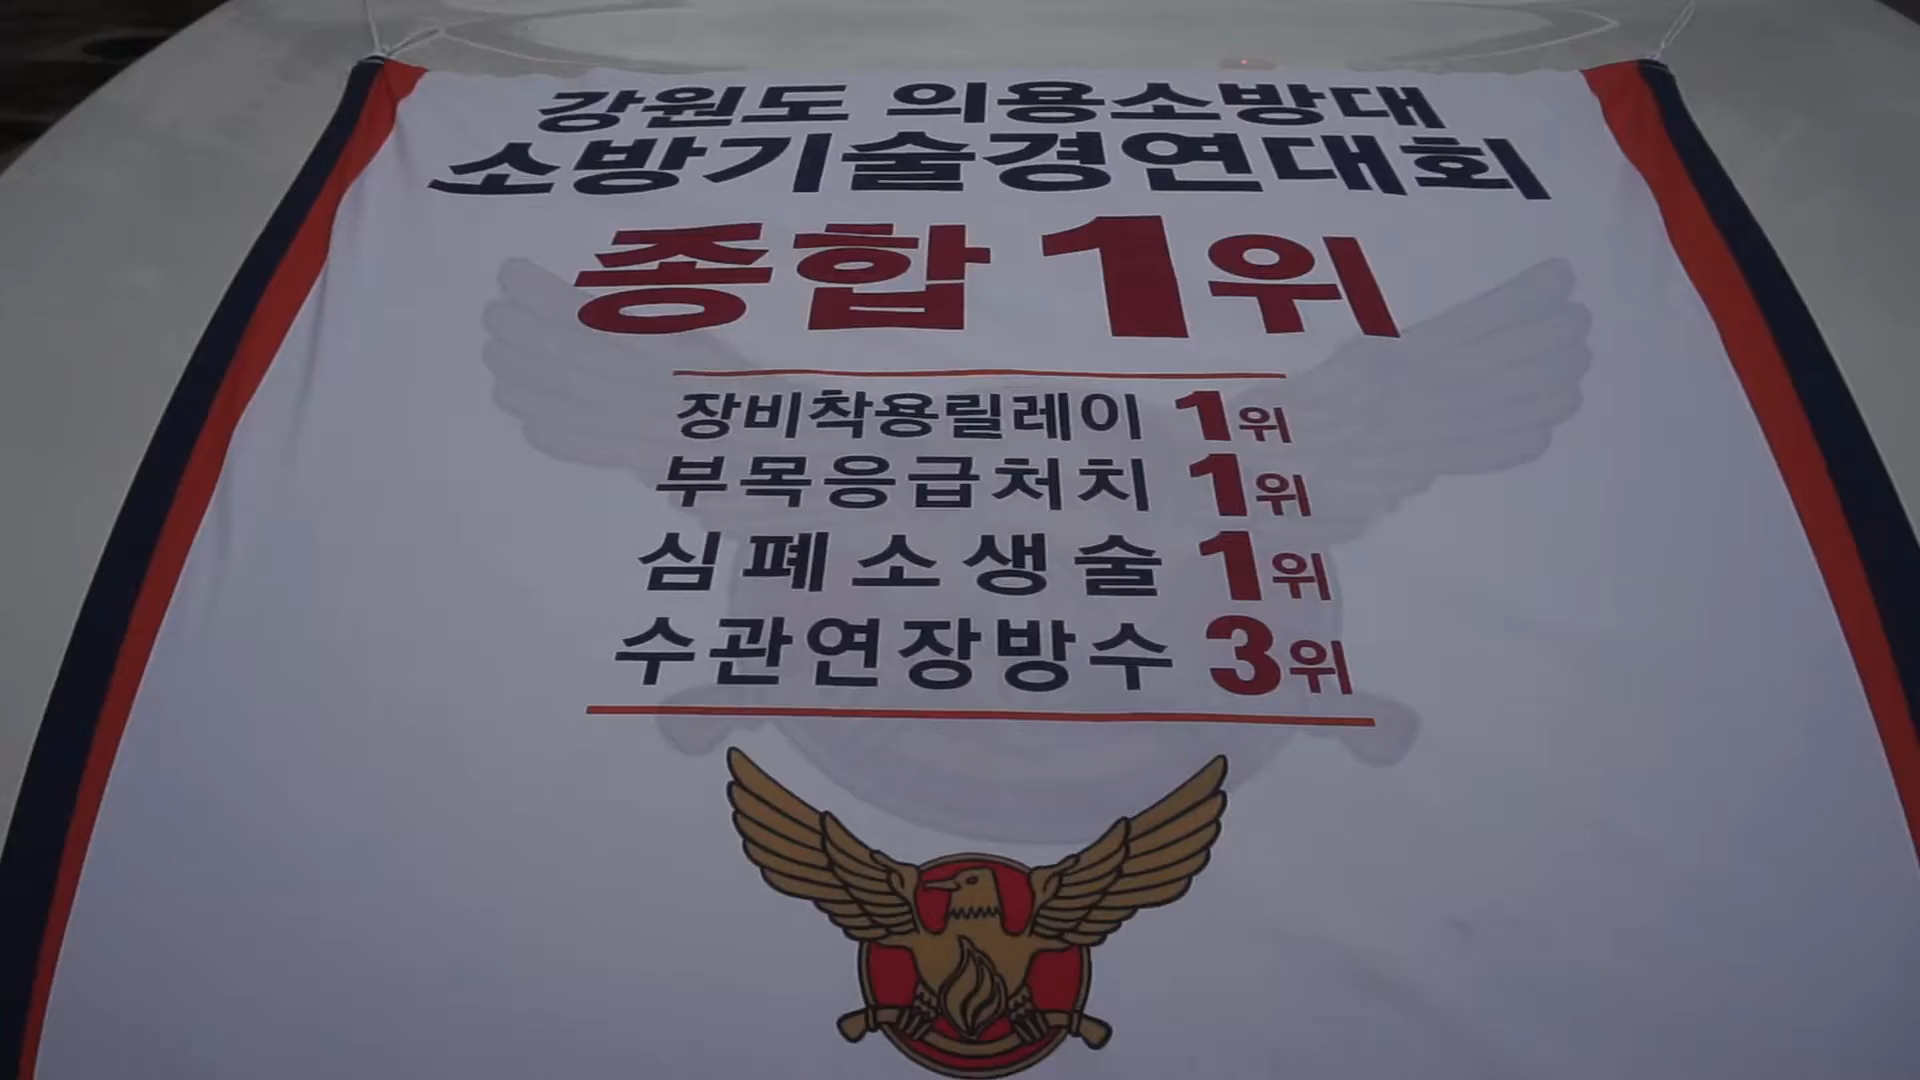 강원도 의용소방대
소방기술경연대회
종합 1위
장비착용릴레이 1위
부목응급처치 1위
심폐소생술 1위
수관연장방수 3위